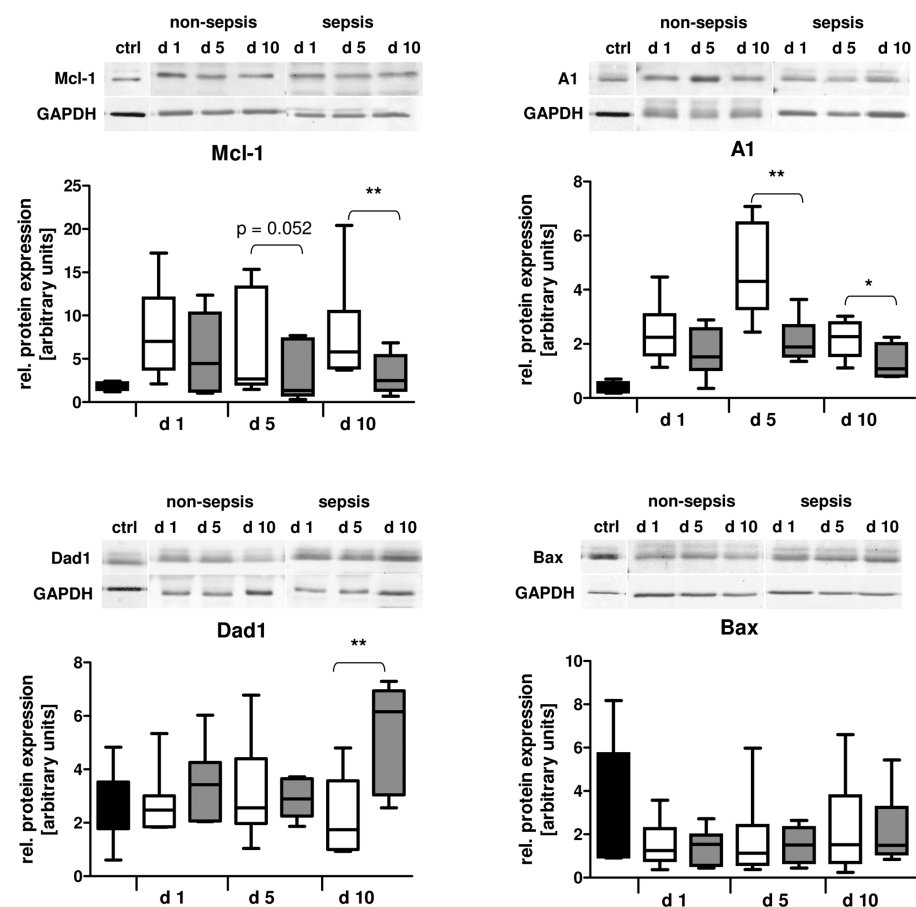 non-sepsis sepsis
ctrl d 1 d 5 d 10 d 1 d 5 d 10
Mcl-1
GAPDH
Mcl-1
rel. protein expression
[arbitrary units]
25
20
15
10
5
0
p = 0.052
**
d 1 d 5 d 10
non-sepsis sepsis
ctrl d 1 d 5 d 10 d 1 d 5 d 10
A1
GAPDH
A1
rel. protein expression
[arbitrary units]
8
6
4
2
0
**
*
d 1 d 5 d 10
non-sepsis sepsis
ctrl d 1 d 5 d 10 d 1 d 5 d 10
Dad1
GAPDH
Dad1
rel. protein expression
[arbitrary units]
8
6
4
2
0
**
d 1 d 5 d 10
non-sepsis sepsis
ctrl d 1 d 5 d 10 d 1 d 5 d 10
Bax
GAPDH
Bax
rel. protein expression
[arbitrary units]
10
8
6
4
2
0
d 1 d 5 d 10